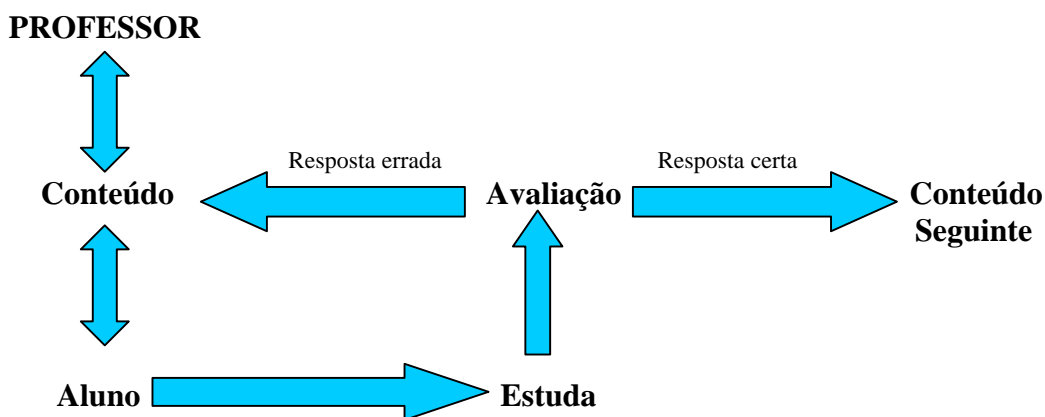 PROFESSOR
Resposta errada
Resposta certa
Conteúdo
Avaliação
Conteúdo
Seguinte
Aluno
Estuda